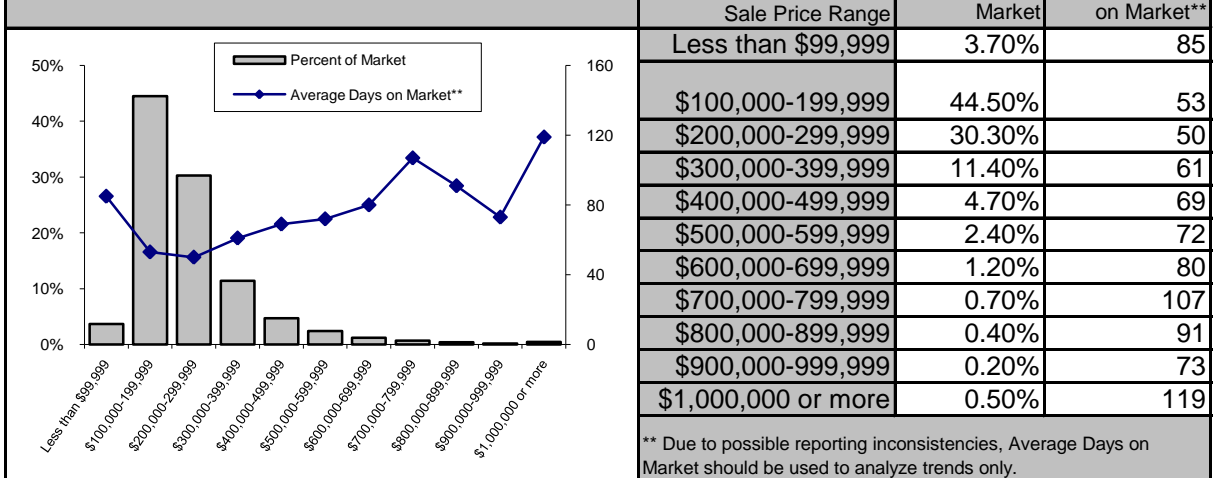 Percent of Market
Average Days on Market**
50%
40%
30%
20%
10%
0%
160
120
80
40
0
Less than $99,999
$100,000-199,999
$200,000-299,999
$300,000-399,999
$400,000-499,999
$500,000-599,999
$600,000-699,999
$700,000-799,999
$800,000-899,999
$900,000-999,999
$1,000,000 or more
Sale Price Range Market on Market**
Less than $99,999 3.70% 85
$100,000-199,999 44.50% 53
$200,000-299,999 30.30% 50
$300,000-399,999 11.40% 61
$400,000-499,999 4.70% 69
$500,000-599,999 2.40% 72
$600,000-699,999 1.20% 80
$700,000-799,999 0.70% 107
$800,000-899,999 0.40% 91
$900,000-999,999 0.20% 73
$1,000,000 or more 0.50% 119
** Due to possible reporting inconsistencies, Average Days on
Market should be used to analyze trends only.